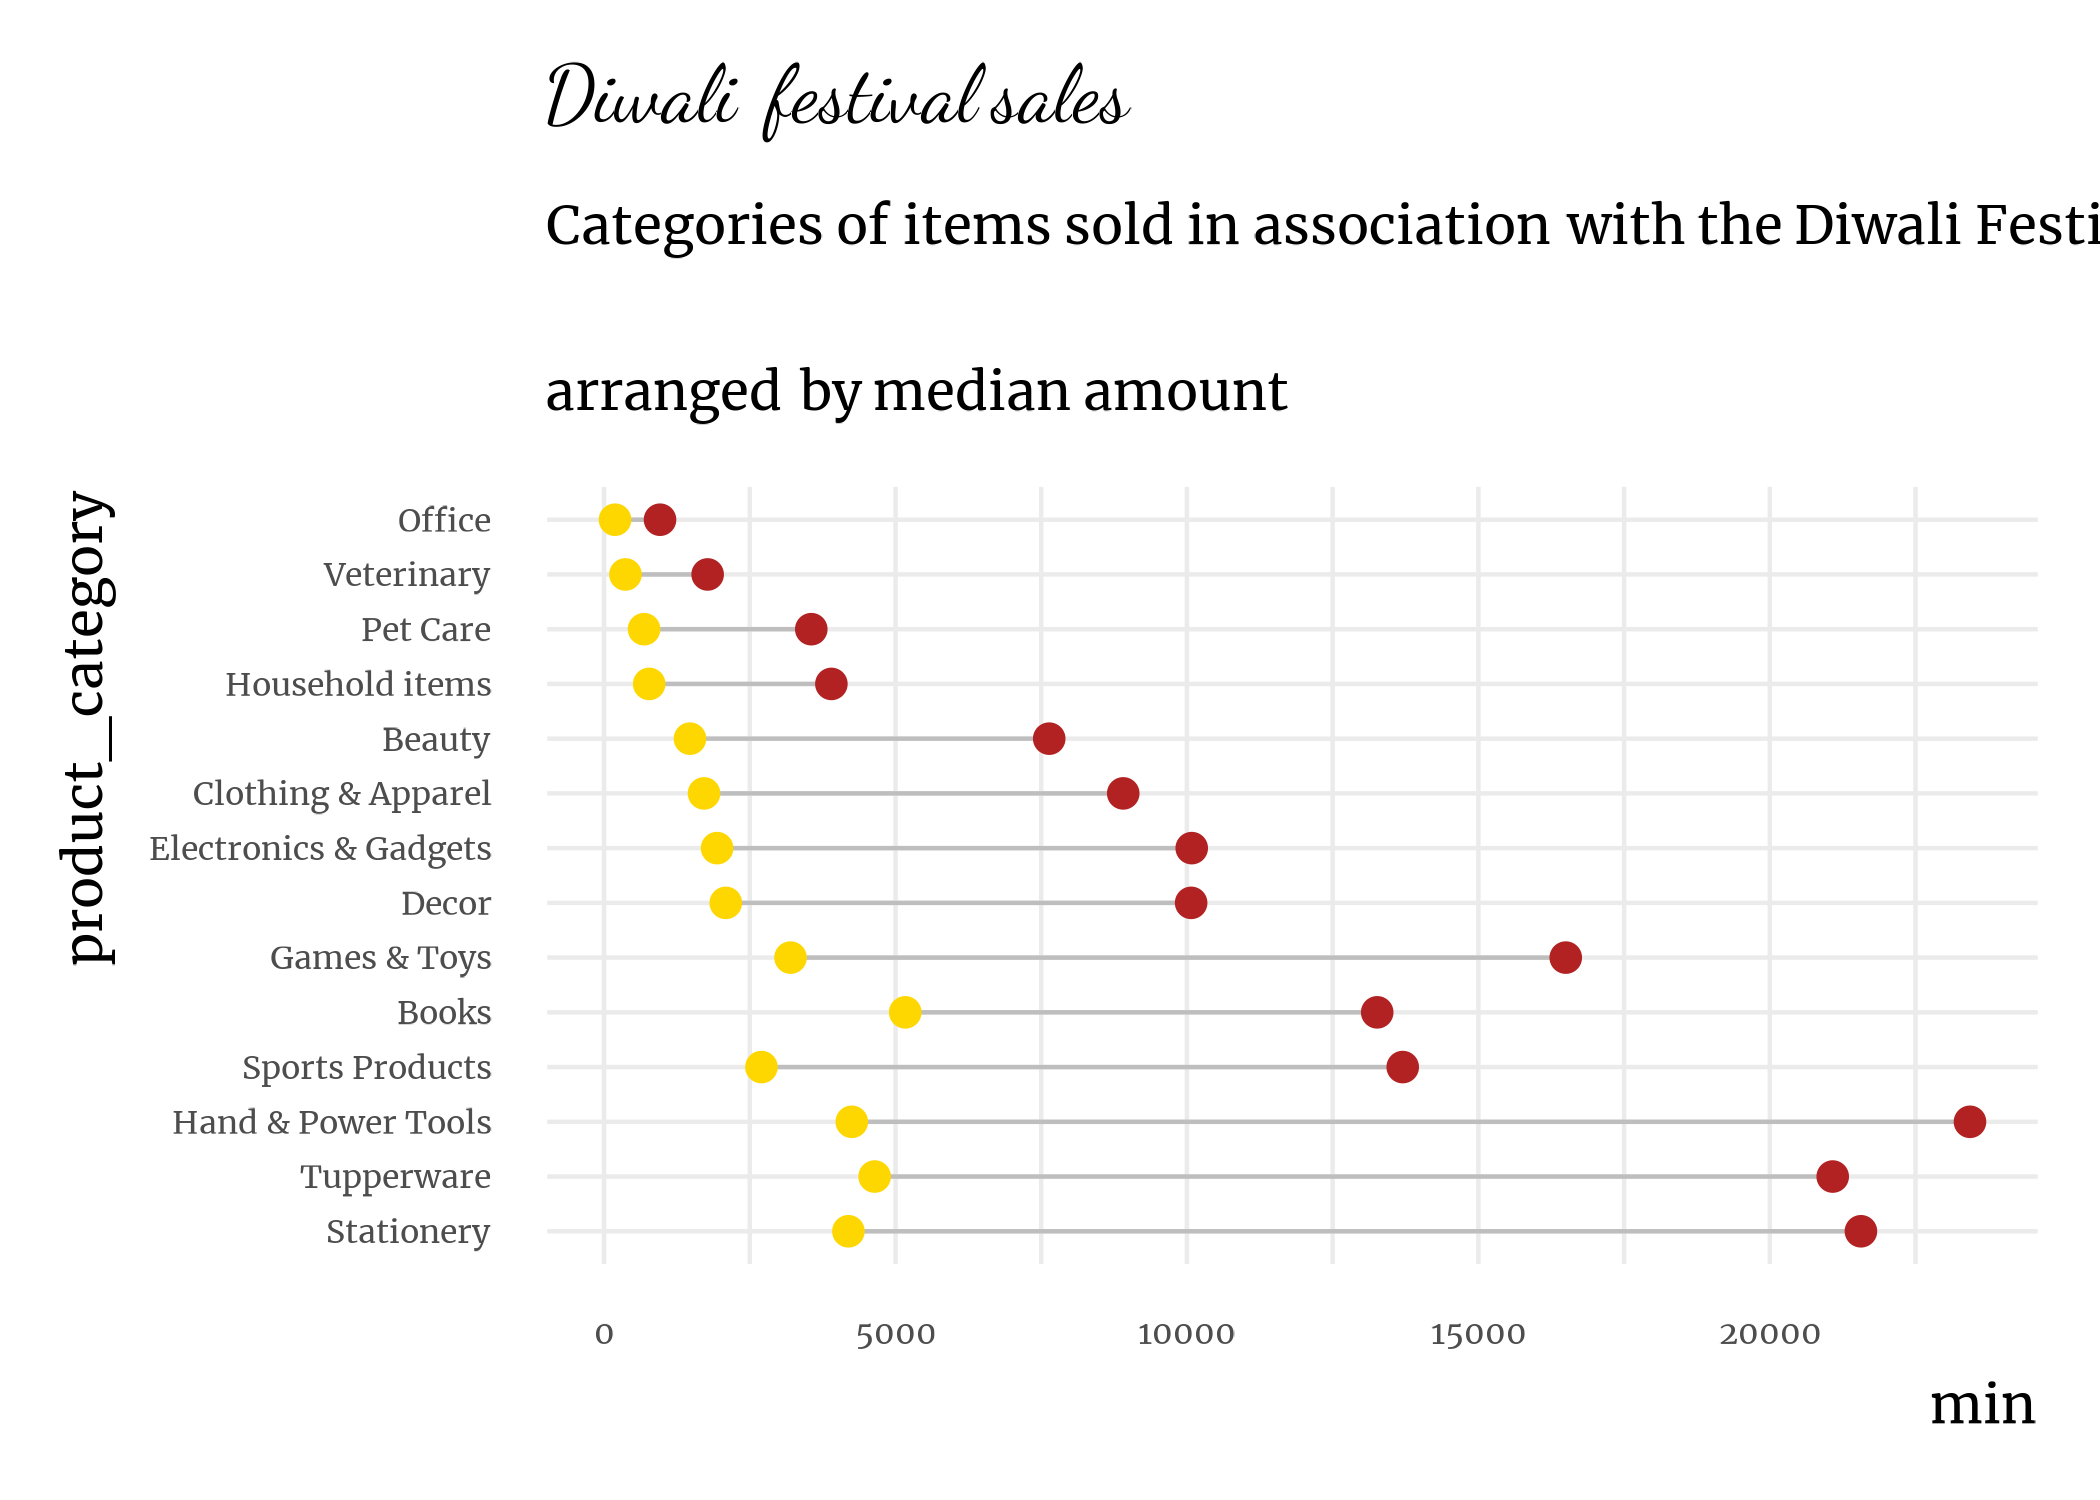 Diwali festival sales
Categories of items sold in association with the Diwali Festi
arranged by median amount
product_category
Office
Veterinary
Pet Care
Household items
Beauty
Clothing & Apparel
Electronics & Gadgets
Decor
Games & Toys
Books
Sports Products
Hand & Power Tools
Tupperware
Stationery
0 5000 10000 15000 20000
min